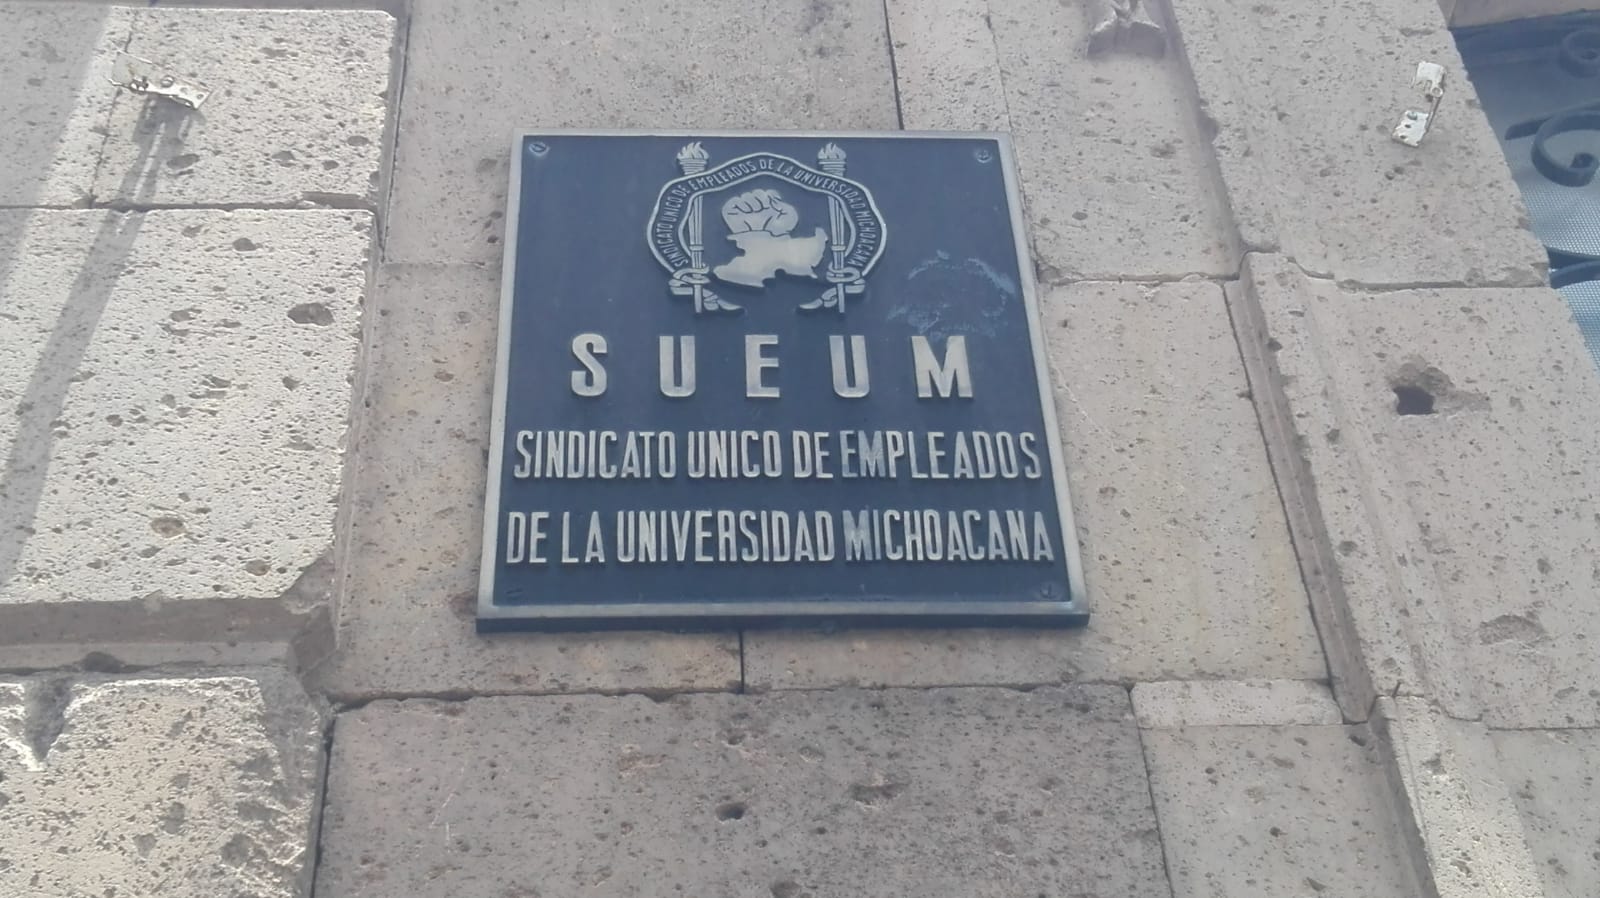 SINDICATO UNICO DE EMPLEADOS DE LA UNIVERSIDAD MICHOACANA
SUEUM
SINDICATO UNICO DE EMPLEADOS
DE LA UNIVERSIDAD MICHOACANA